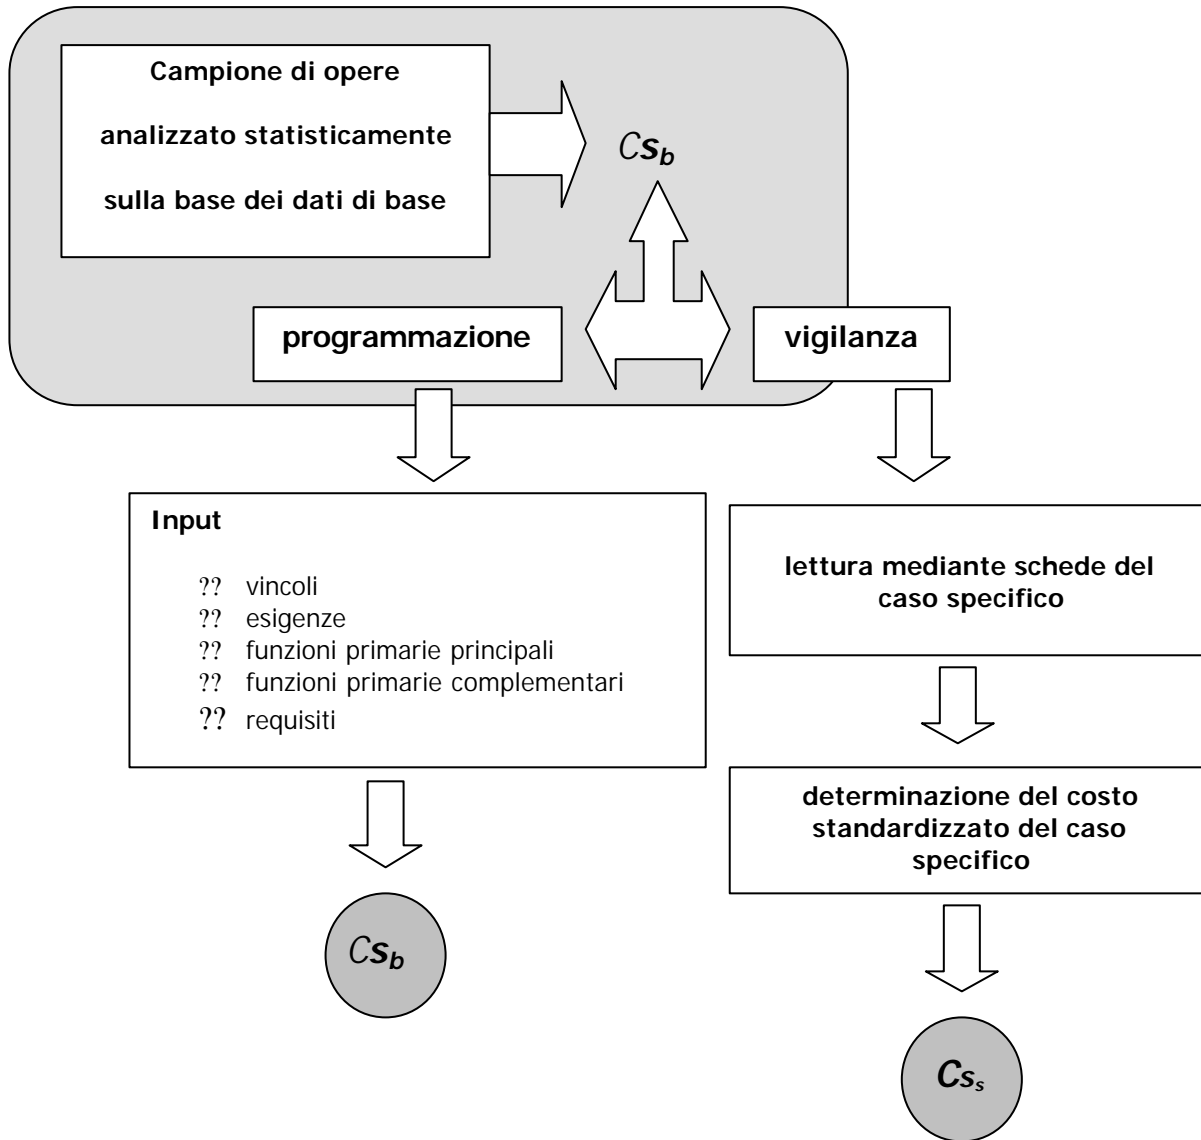 Campione di opere
analizzato statisticamente
sulla base dei dati di base
Csb
programmazione
vigilanza
Input
?? vincoli
?? esigenze
?? funzioni primarie principali
?? funzioni primarie complementari
?? requisiti
lettura mediante schede del
caso specifico
determinazione del costo
standardizzato del caso
specifico
Csb
Css